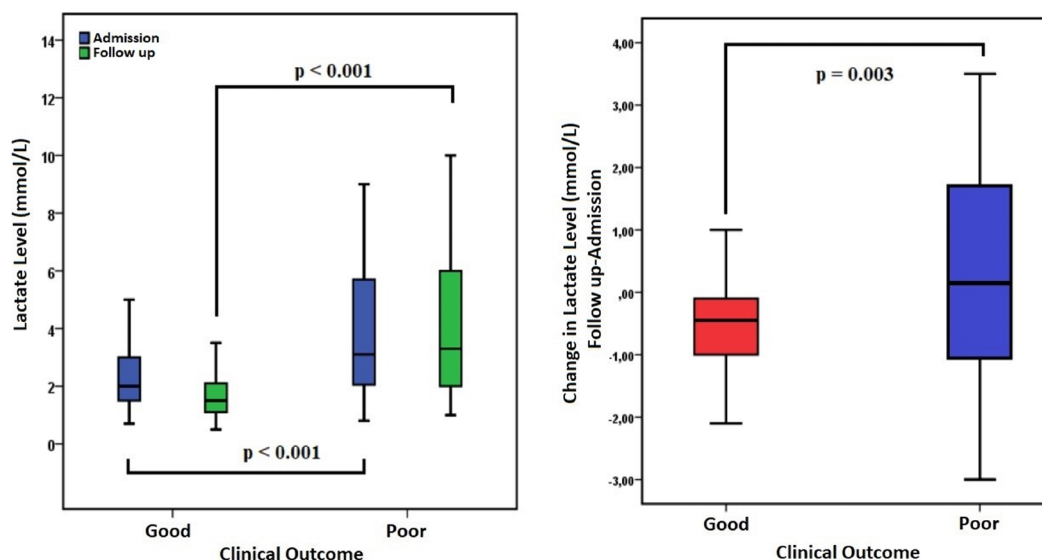 Admission
Follow up
Lactate Level (mmol/L)
14
12
10
8
6
4
2
0
p < 0.001
p < 0.001
Good
Poor
Clinical Outcome
Change in Lactate Level (mmol/L)
Follow up-Admission
4,00
3,00
2,00
1,00
,00
-1,00
-2,00
-3,00
p = 0.003
Good
Poor
Clinical Outcome